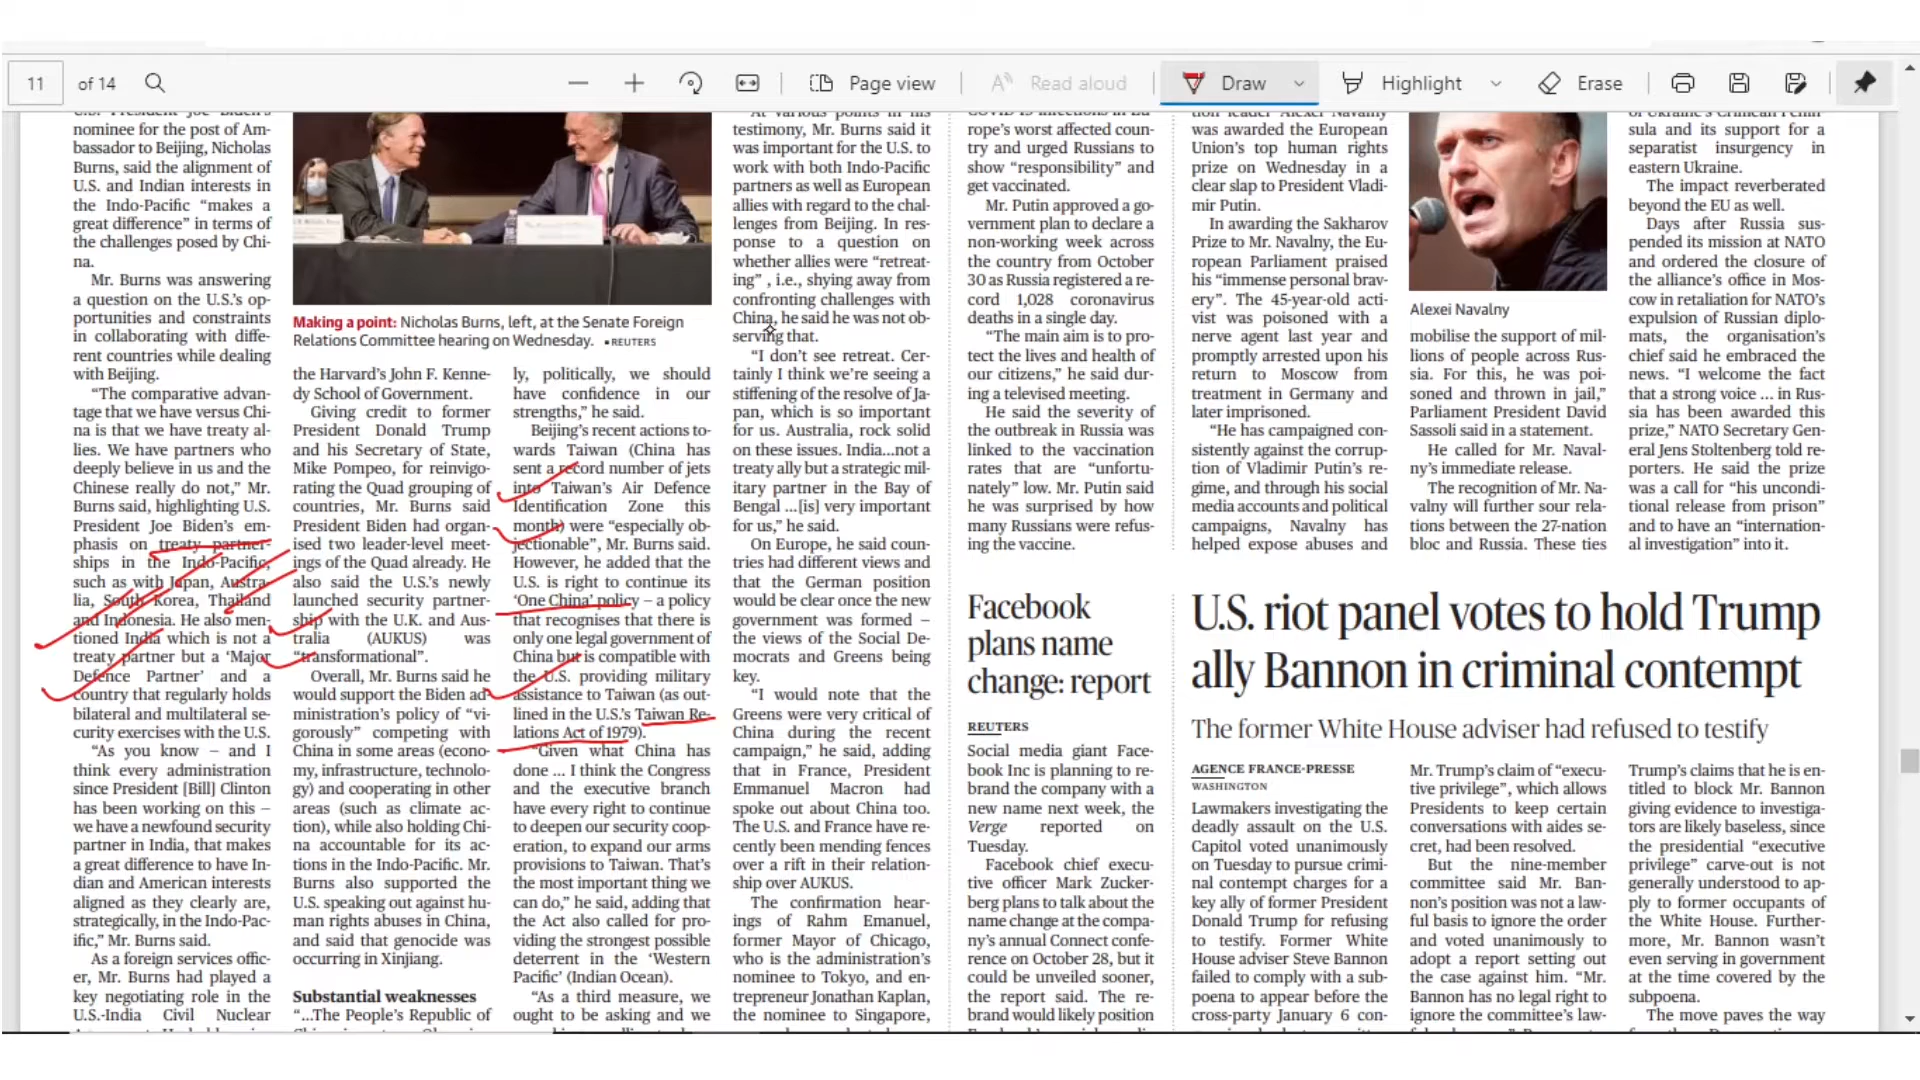 11 of 14
Page view
Read aloud
Draw
Highlight
Erase
nominee for the post of Am-
bassador to Beijing, Nicholas
Burns, said the alignment of
U.S. and Indian interests in
the Indo-Pacific “makes a
great difference” in terms of
the challenges posed by Chi-
na.
Mr. Burns was answering
a question on the U.S.’s op-
portunities and constraints
in collaborating with diffe-
rent countries while dealing
with Beijing.
“The comparative advan-
tage that we have versus Chi-
na is that we have treaty al-
lies. We have partners who
deeply believe in us and the
Chinese really do not,” Mr.
Burns said, highlighting U.S.
President Joe Biden’s em-
phasis on treaty partner-
ships in the Indo-Pacific,
such as with Japan, Austra-
lia, South Korea, Thailand
and Indonesia. He also men-
tioned India which is not a
treaty partner but a ‘Major
Defence Partner’ and a
country that regularly holds
bilateral and multilateral se-
curity exercises with the U.S.
“As you know – and I
think every administration
since President [Bill] Clinton
has been working on this –
we have a newfound security
partner in India, that makes
a great difference to have In-
dian and American interests
aligned as they clearly are,
strategically, in the Indo-Pac-
ific,” Mr. Burns said.
As a foreign services offic-
er, Mr. Burns had played a
key negotiating role in the
U.S.-India Civil Nuclear
Making a point: Nicholas Burns, left, at the Senate Foreign
Relations Committee hearing on Wednesday. ▪REUTERS
the Harvard’s John F. Kenne-
dy School of Government.
Giving credit to former
President Donald Trump
and his Secretary of State,
Mike Pompeo, for reinvigo-
rating the Quad grouping of
countries, Mr. Burns said
President Biden had organ-
ised two leader-level meet-
ings of the Quad already. He
also said the U.S.’s newly
launched security partner-
ship with the U.K. and Aus-
tralia (AUKUS) was
“transformational”.
Overall, Mr. Burns said he
would support the Biden ad-
ministration’s policy of “vi-
gorously” competing with
China in some areas (econo-
my, infrastructure, technolo-
gy) and cooperating in other
areas (such as climate ac-
tion), while also holding Chi-
na accountable for its ac-
tions in the Indo-Pacific. Mr.
Burns also supported the
U.S. speaking out against hu-
man rights abuses in China,
and said that genocide was
occurring in Xinjiang.
Substantial weaknesses
“...The People’s Republic of
ly, politically, we should
have confidence in our
strengths,” he said.
Beijing’s recent actions to-
wards Taiwan (China has
sent a record number of jets
into Taiwan’s Air Defence
Identification Zone this
month) were “especially ob-
jectionable”, Mr. Burns said.
However, he added that the
U.S. is right to continue its
‘One China’ policy – a policy
that recognises that there is
only one legal government of
China but is compatible with
the U.S. providing military
assistance to Taiwan (as out-
lined in the U.S.’s Taiwan Re-
lations Act of 1979).
“Given what China has
done ... I think the Congress
and the executive branch
have every right to continue
to deepen our security coop-
eration, to expand our arms
provisions to Taiwan. That’s
the most important thing we
can do,” he said, adding that
the Act also called for pro-
viding the strongest possible
deterrent in the ‘Western
Pacific’ (Indian Ocean).
“As a third measure, we
ought to be asking and we
At various points in his
testimony, Mr. Burns said it
was important for the U.S. to
work with both Indo-Pacific
partners as well as European
allies with regard to the chal-
lenges from Beijing. In res-
ponse to a question on
whether allies were “retreat-
ing” , i.e., shying away from
confronting challenges with
China, he said he was not ob-
serving that.
“I don’t see retreat. Cer-
tainly I think we’re seeing a
stiffening of the resolve of Ja-
pan, which is so important
for us. Australia, rock solid
on these issues. India...not a
treaty ally but a strategic mil-
itary partner in the Bay of
Bengal ...[is] very important
for us,” he said.
On Europe, he said coun-
tries had different views and
that the German position
would be clear once the new
government was formed –
the views of the Social De-
mocrats and Greens being
key.
“I would note that the
Greens were very critical of
China during the recent
campaign,” he said, adding
that in France, President
Emmanuel Macron had
spoke out about China too.
The U.S. and France have re-
cently been mending fences
over a rift in their relation-
ship over AUKUS.
The confirmation hear-
ings of Rahm Emanuel,
former Mayor of Chicago,
who is the administration’s
nominee to Tokyo, and en-
trepreneur Jonathan Kaplan,
the nominee to Singapore,
rope’s worst affected coun-
try and urged Russians to
show “responsibility” and
get vaccinated.
Mr. Putin approved a go-
vernment plan to declare a
non-working week across
the country from October
30 as Russia registered a re-
cord 1,028 coronavirus
deaths in a single day.
“The main aim is to pro-
tect the lives and health of
our citizens,” he said dur-
ing a televised meeting.
He said the severity of
the outbreak in Russia was
linked to the vaccination
rates that are “unfortu-
nately” low. Mr. Putin said
he was surprised by how
many Russians were refus-
ing the vaccine.
Facebook
plans name
change: report
REUTERS
Social media giant Face-
book Inc is planning to re-
brand the company with a
new name next week, the
Verge reported on
Tuesday.
Facebook chief execu-
tive officer Mark Zucker-
berg plans to talk about the
name change at the compa-
ny’s annual Connect confe-
rence on October 28, but it
could be unveiled sooner,
the report said. The re-
brand would likely position
tion leader Alexei Navalny
was awarded the European
Union’s top human rights
prize on Wednesday in a
clear slap to President Vladi-
mir Putin.
In awarding the Sakharov
Prize to Mr. Navalny, the Eu-
ropean Parliament praised
his “immense personal brav-
ery”. The 45-year-old acti-
vist was poisoned with a
nerve agent last year and
promptly arrested upon his
return to Moscow from
treatment in Germany and
later imprisoned.
“He has campaigned con-
sistently against the corrup-
tion of Vladimir Putin’s re-
gime, and through his social
media accounts and political
campaigns, Navalny has
helped expose abuses and
Alexei Navalny
mobilise the support of mil-
lions of people across Rus-
sia. For this, he was poi-
soned and thrown in jail,”
Parliament President David
Sassoli said in a statement.
He called for Mr. Naval-
ny’s immediate release.
The recognition of Mr. Na-
valny will further sour rela-
tions between the 27-nation
bloc and Russia. These ties
of Ukraine’s Crimean Penin-
sula and its support for a
separatist insurgency in
eastern Ukraine.
The impact reverberated
beyond the EU as well.
Days after Russia sus-
pended its mission at NATO
and ordered the closure of
the alliance’s office in Mos-
cow in retaliation for NATO’s
expulsion of Russian diplo-
mats, the organisation’s
chief said he embraced the
news. “I welcome the fact
that a strong voice ... in Rus-
sia has been awarded this
prize,” NATO Secretary Gen-
eral Jens Stoltenberg told re-
porters. He said the prize
was a call for “his uncondi-
tional release from prison”
and to have an “internation-
al investigation” into it.
U.S. riot panel votes to hold Trump
ally Bannon in criminal contempt
The former White House adviser had refused to testify
AGENCE FRANCE-PRESSE
WASHINGTON
Lawmakers investigating the
deadly assault on the U.S.
Capitol voted unanimously
on Tuesday to pursue crimi-
nal contempt charges for a
key ally of former President
Donald Trump for refusing
to testify. Former White
House adviser Steve Bannon
failed to comply with a sub-
poena to appear before the
cross-party January 6 con-
Mr. Trump’s claim of “execu-
tive privilege”, which allows
Presidents to keep certain
conversations with aides se-
cret, had been resolved.
But the nine-member
committee said Mr. Ban-
non’s position was not a law-
ful basis to ignore the order
and voted unanimously to
adopt a report setting out
the case against him. “Mr.
Bannon has no legal right to
ignore the committee’s law-
Trump’s claims that he is en-
titled to block Mr. Bannon
giving evidence to investiga-
tors are likely baseless, since
the presidential “executive
privilege” carve-out is not
generally understood to ap-
ply to former occupants of
the White House. Further-
more, Mr. Bannon wasn’t
even serving in government
at the time covered by the
subpoena.
The move paves the way